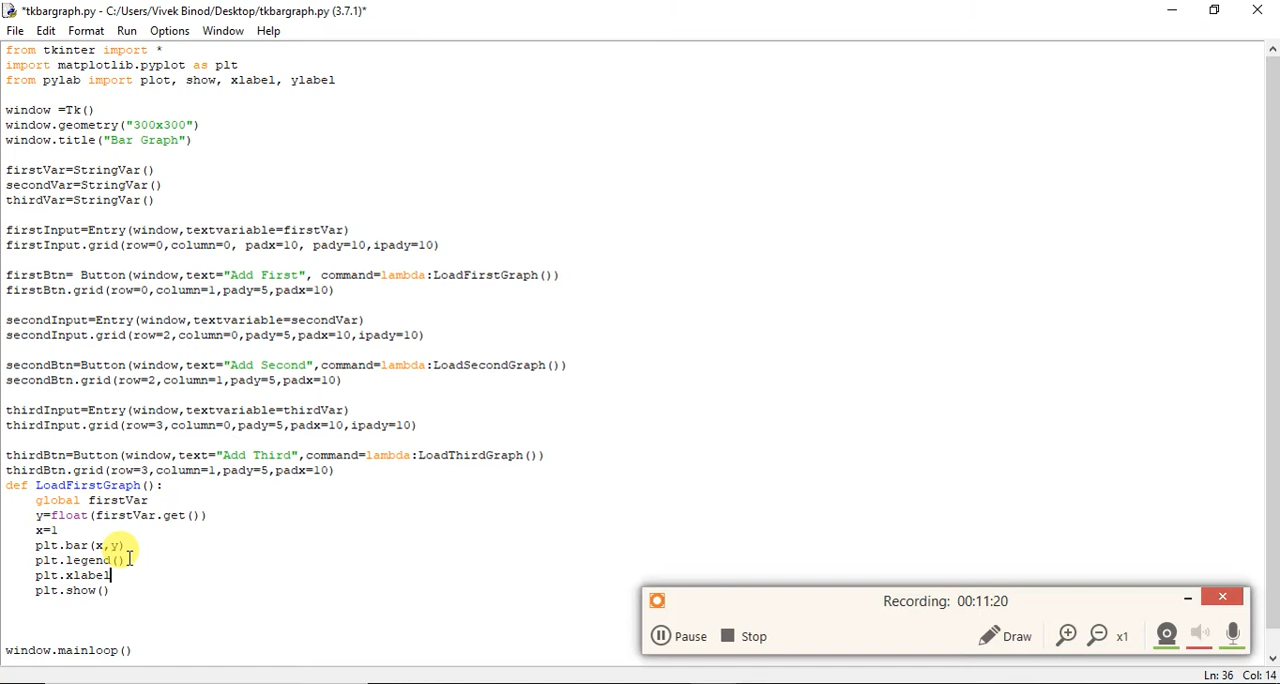 *tkbargraph.py - C:/Users/Vivek Binod/Desktop/tkbargraph.py (3.7.1)*
File Edit Format Run Options Window Help
from tkinter import *
import matplotlib.pyplot as plt
from pylab import plot, show, xlabel, ylabel
window =Tk()
window.geometry("300x300")
window.title("Bar Graph")
firstVar=StringVar()
secondVar=StringVar()
thirdVar=StringVar()
firstInput=Entry(window,textvariable=firstVar)
firstInput.grid(row=0,column=0, padx=10, pady=10,ipady=10)
firstBtn= Button(window,text="Add First", command=lambda:LoadFirstGraph())
firstBtn.grid(row=0,column=1,pady=5,padx=10)
secondInput=Entry(window,textvariable=secondVar)
secondInput.grid(row=2,column=0,pady=5,padx=10,ipady=10)
secondBtn=Button(window,text="Add Second",command=lambda:LoadSecondGraph())
secondBtn.grid(row=2,column=1,pady=5,padx=10)
thirdInput=Entry(window,textvariable=thirdVar)
thirdInput.grid(row=3,column=0,pady=5,padx=10,ipady=10)
thirdBtn=Button(window,text="Add Third",command=lambda:LoadThirdGraph())
thirdBtn.grid(row=3,column=1,pady=5,padx=10)
def LoadFirstGraph():
    global firstVar
    y=float(firstVar.get())
    x=1
    plt.bar(x,y)
    plt.legend()
    plt.xlabel
    plt.show()
window.mainloop()
Recording: 00:11:20
Pause Stop Draw x1
Ln: 36 Col: 14